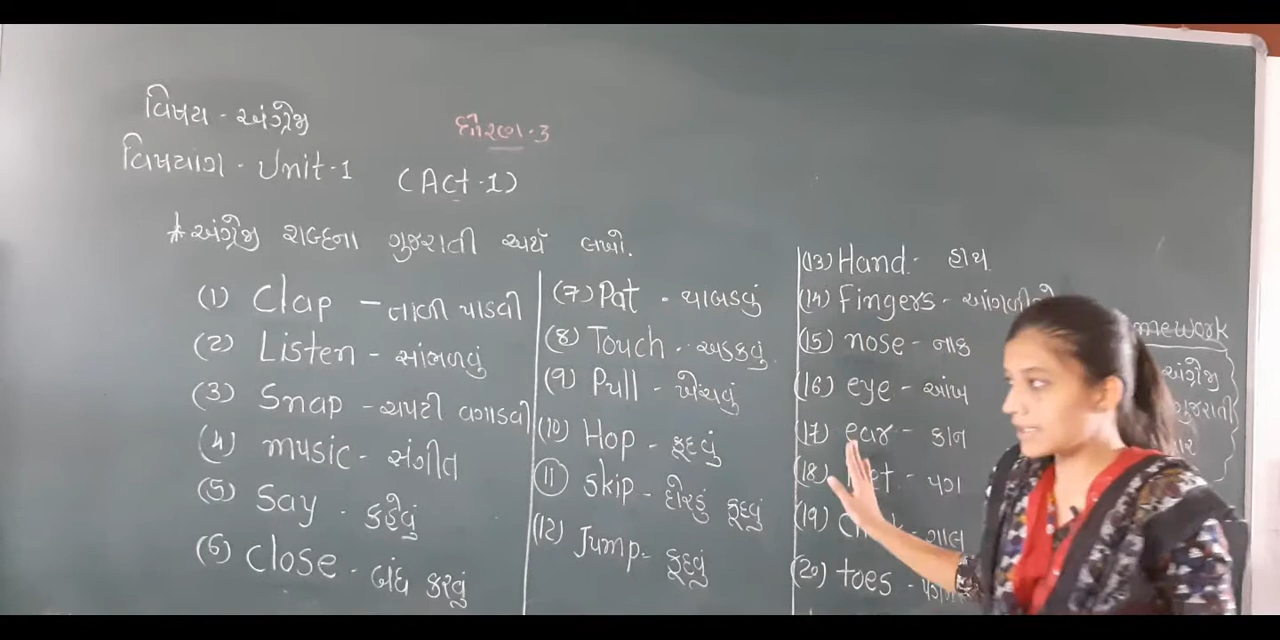 વિષય - અંગ્રેજી
ધોરણ - 3
વિષયાંગ - Unit - 1 (Act - 1)
* અંગ્રેજી શબ્દના ગુજરાતી અર્થ લખો.
(1) Clap - તાળી પાડવી
(2) Listen - સાંભળવું
(3) Snap - ચપટી વગાડવી
(4) music - સંગીત
(5) Say - કહેવું
(6) close - બંધ કરવું
(7) Pat - થાબડવું
(8) Touch - અડકવું
(9) Pull - ખેંચવું
(10) Hop - કૂદવું
(11) Skip - દોરડું કૂદવું
(12) Jump - કૂદવું
(13) Hand - હાથ
(14) Fingers -
(15) nose - નાક
(16) eye - આંખ
(17) ear - કાન
(18) - પગ
(19) - ગાલ
(20) toes -
અંગ્રેજી
ગુજરાતી